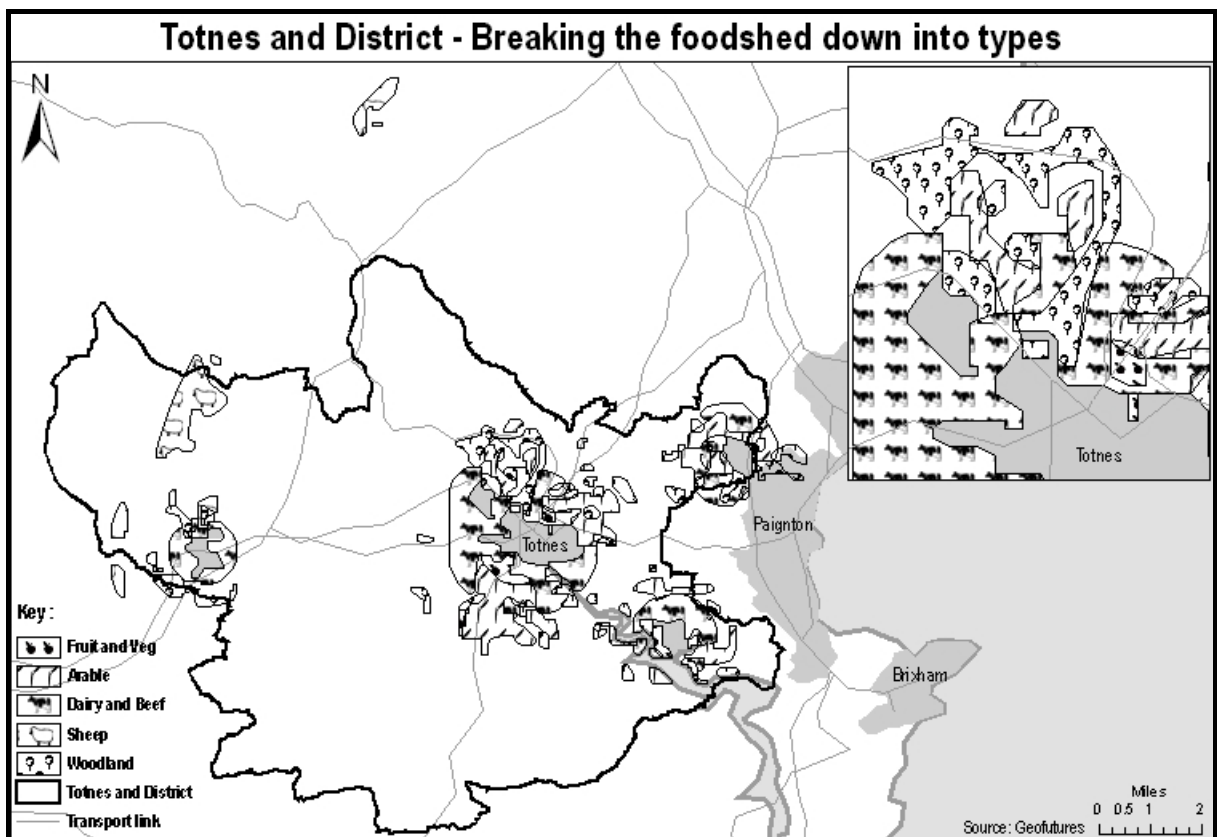 Totnes and District - Breaking the foodshed down into types
N
Totnes
Totnes
Paignton
Brixham
Key :
Fruit and Veg
Arable
Dairy and Beef
Sheep
Woodland
Totnes and District
Transport link
Miles
0 0.5 1 2
Source: Geofutures